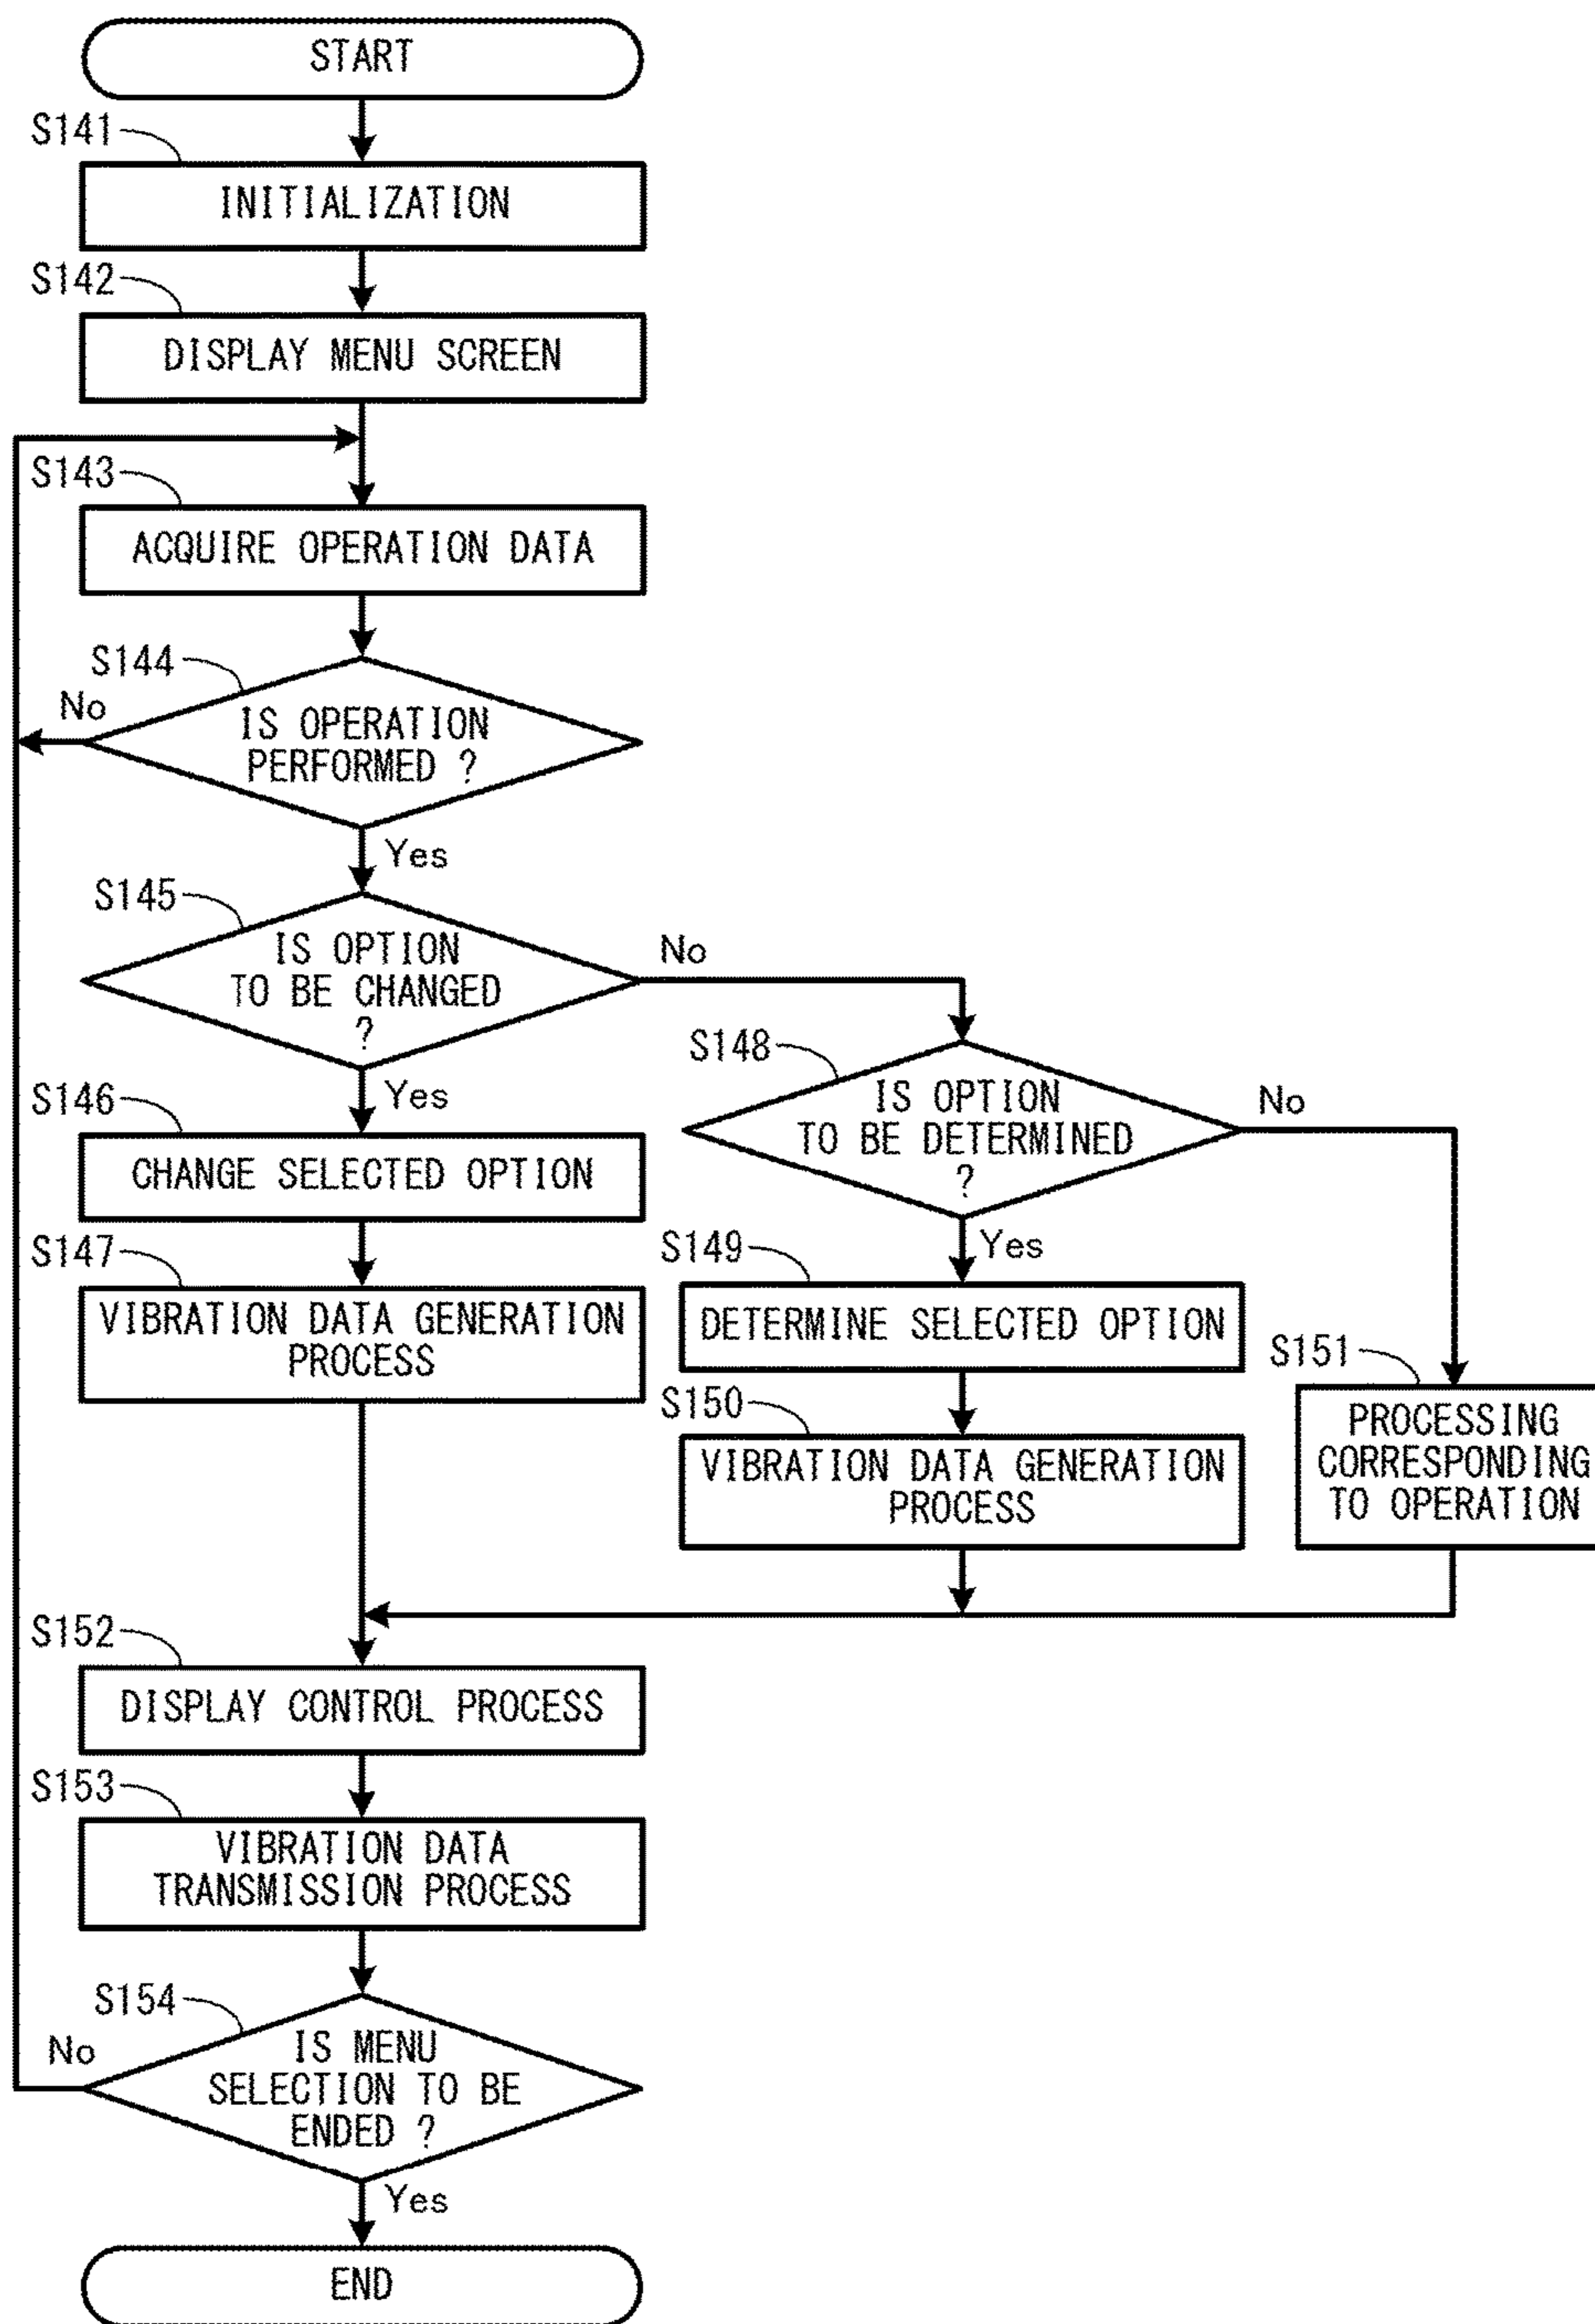 START
S141
INITIALIZATION
S142
DISPLAY MENU SCREEN
S143
ACQUIRE OPERATION DATA
S144
No
IS OPERATION
PERFORMED ?
Yes
S145
IS OPTION
TO BE CHANGED
?
No
Yes
S146
CHANGE SELECTED OPTION
S147
VIBRATION DATA GENERATION
PROCESS
S148
IS OPTION
TO BE DETERMINED
?
No
Yes
S149
DETERMINE SELECTED OPTION
S150
VIBRATION DATA GENERATION
PROCESS
S151
PROCESSING
CORRESPONDING
TO OPERATION
S152
DISPLAY CONTROL PROCESS
S153
VIBRATION DATA
TRANSMISSION PROCESS
S154
No
IS MENU
SELECTION TO BE
ENDED ?
Yes
END